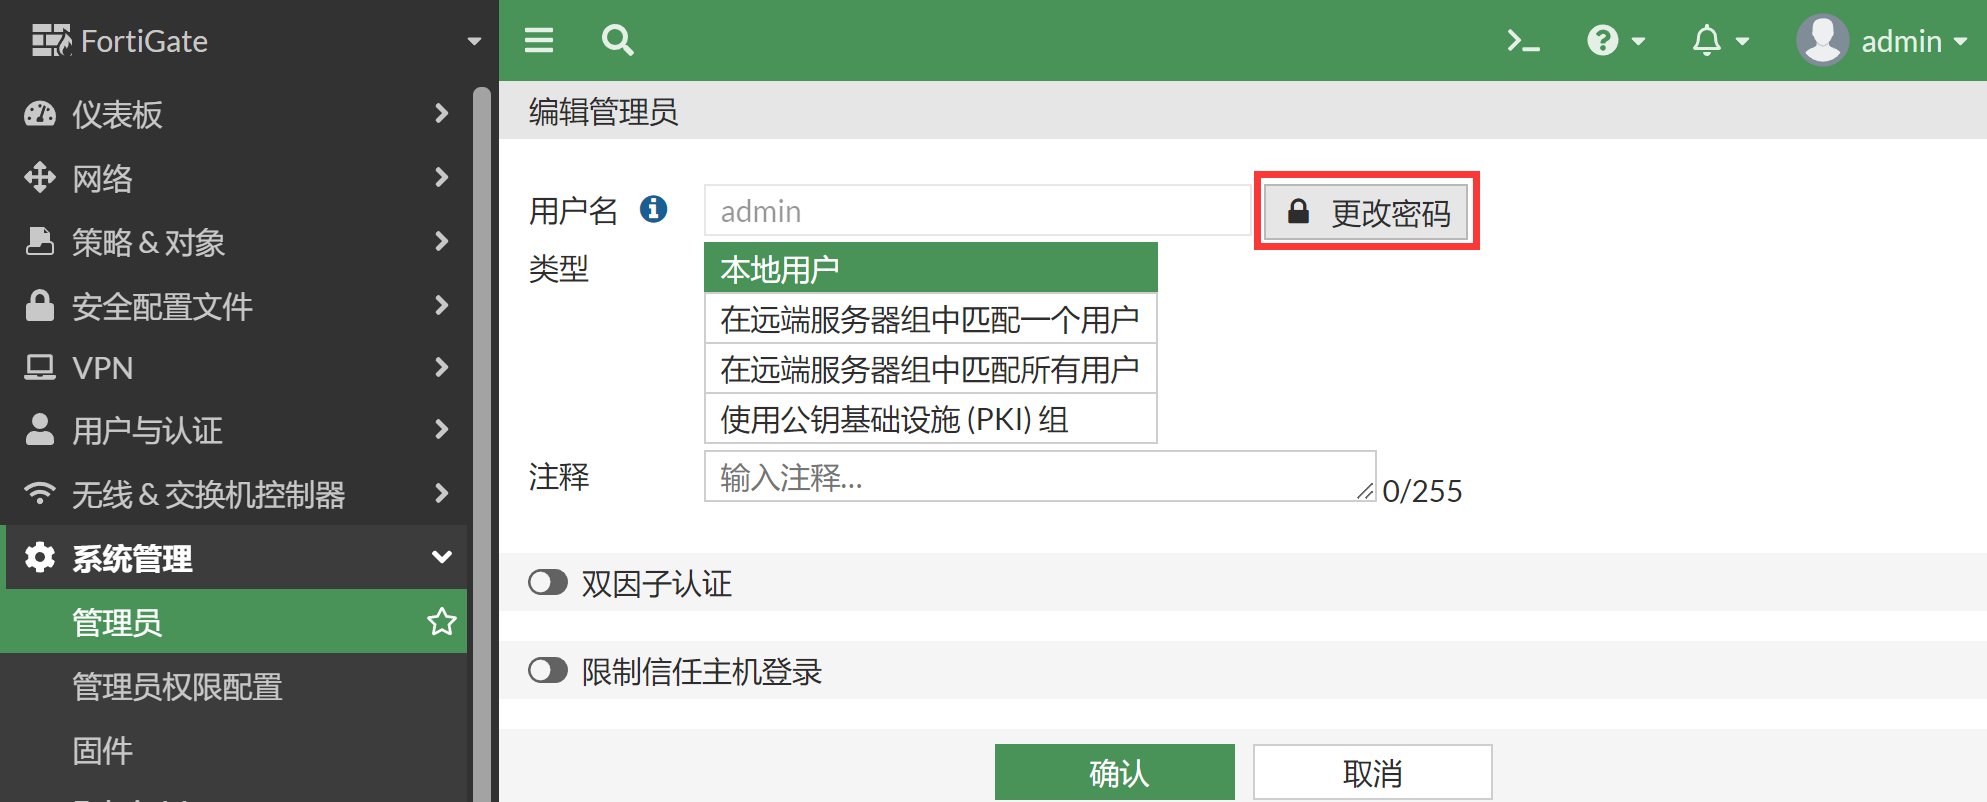 FortiGate
admin
仪表板
网络
策略 & 对象
安全配置文件
VPN
用户与认证
无线 & 交换机控制器
系统管理
管理员
管理员权限配置
固件
编辑管理员
用户名 admin 更改密码
类型 本地用户
在远端服务器组中匹配一个用户
在远端服务器组中匹配所有用户
使用公钥基础设施 (PKI) 组
注释 输入注释... 0/255
双因子认证
限制信任主机登录
确认 取消